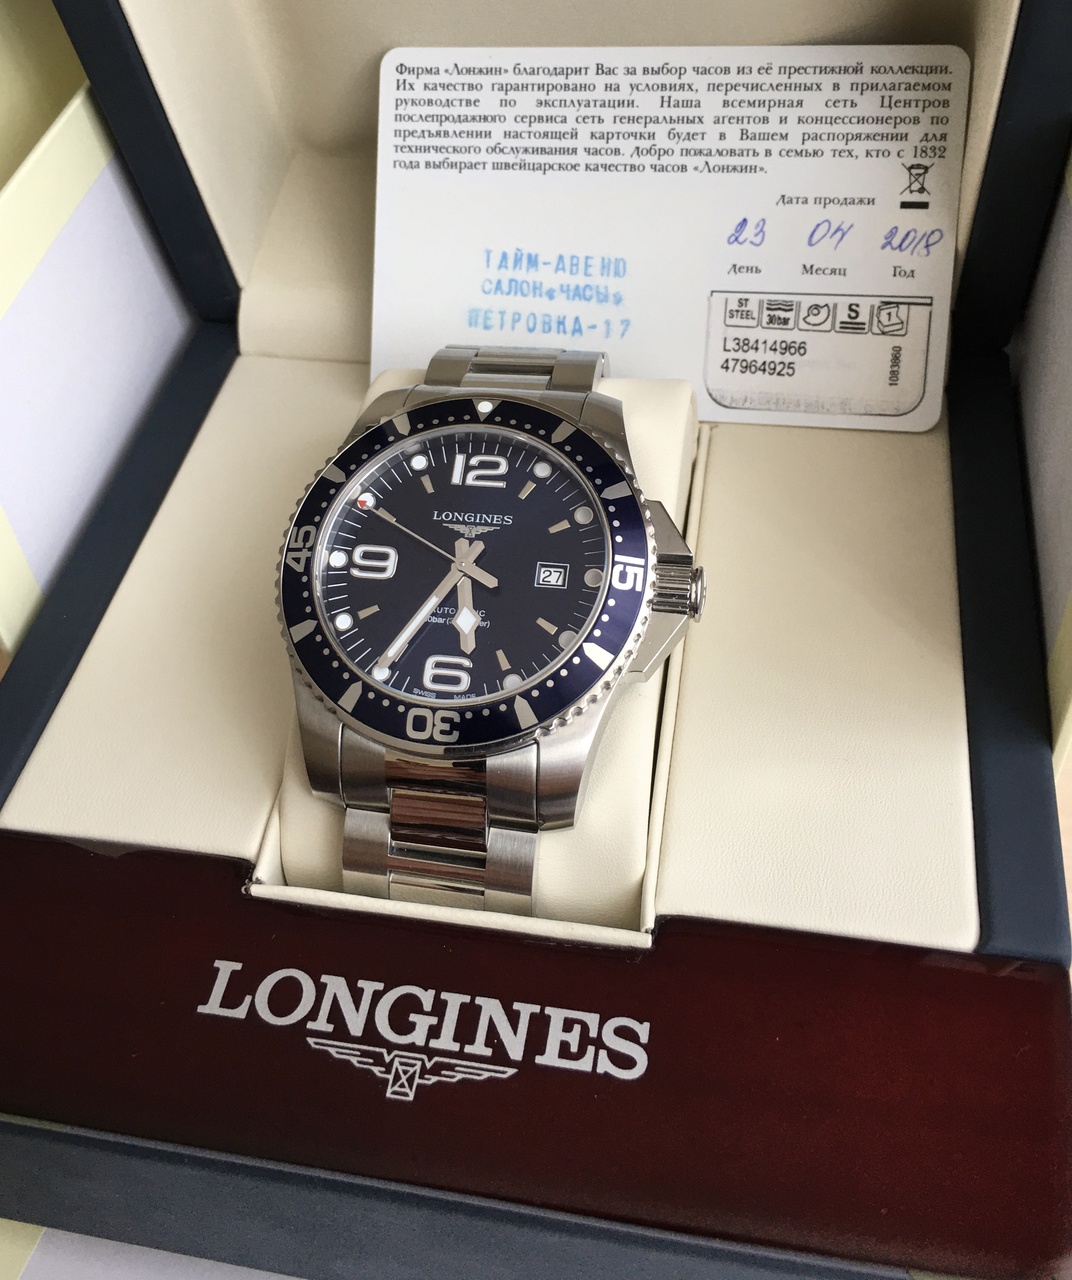 Фирма «Лонжин» благодарит Вас за выбор часов из её престижной коллекции.
Их качество гарантировано на условиях, перечисленных в прилагаемом
руководстве по эксплуатации. Наша всемирная сеть Центров
послепродажного сервиса сеть генеральных агентов и концессионеров по
предъявлении настоящей карточки будет в Вашем распоряжении для
технического обслуживания часов. Добро пожаловать в семью тех, кто с 1832
года выбирает швейцарское качество часов «Лонжин».
Дата продажи
23 04 2018
День Месяц Год
ТАЙМ-АВЕНЮ
САЛОН«ЧАСЫ»
ПЕТРОВКА-17
ST
STEEL
30bar
S
1
L38414966
47964925
1083860
12
LONGINES
9
27
6
SWISS MADE
15
30
45
LONGINES